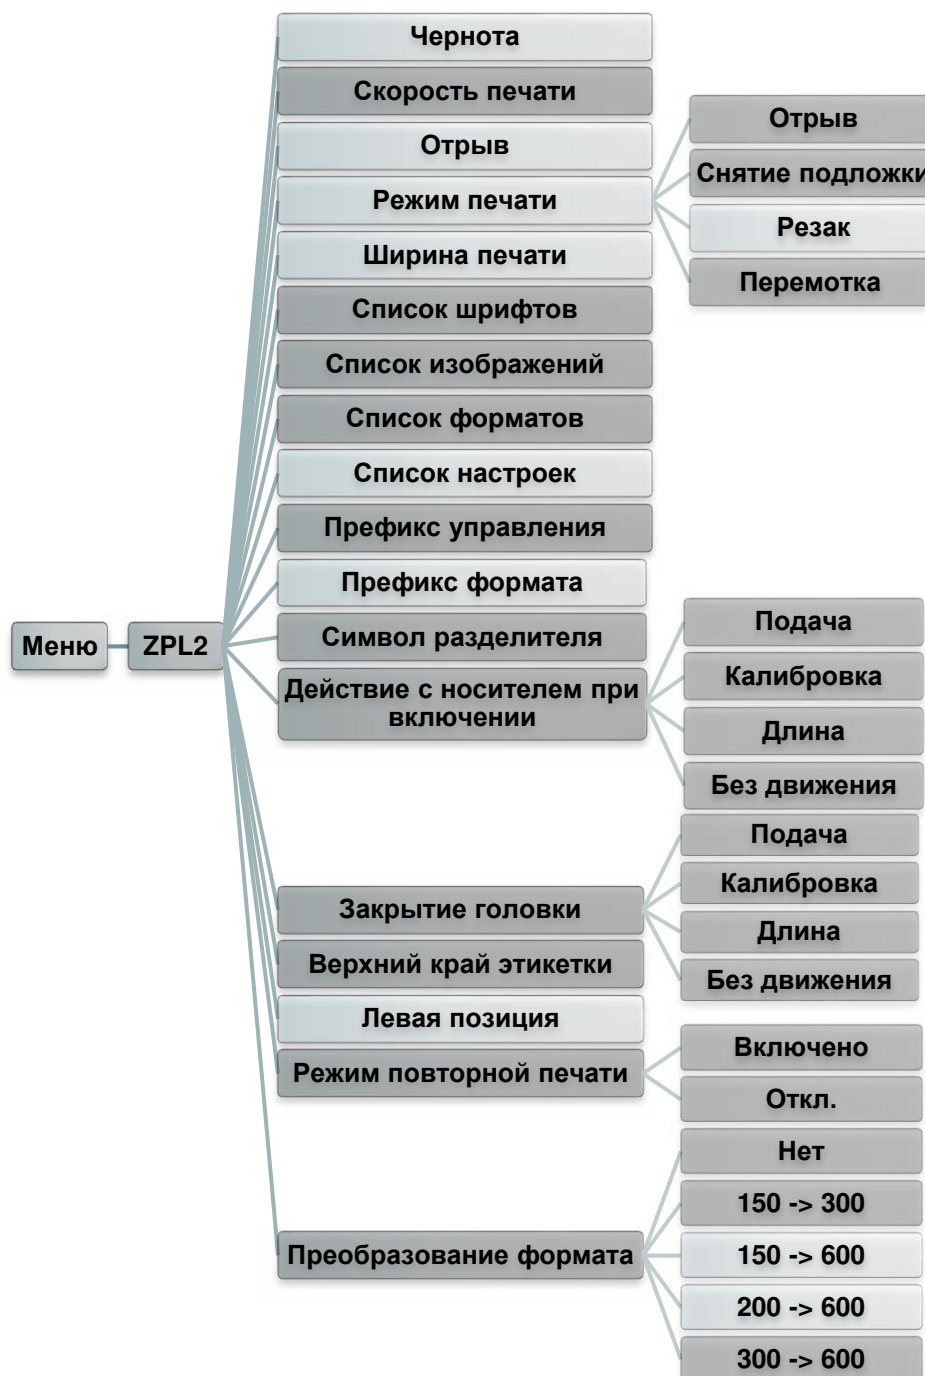 Чернота
Скорость печати
Отрыв
Режим печати
Отрыв
Снятие подложки
Резак
Перемотка
Ширина печати
Список шрифтов
Список изображений
Список форматов
Список настроек
Префикс управления
Префикс формата
Меню
ZPL2
Символ разделителя
Действие с носителем при
включении
Подача
Калибровка
Длина
Без движения
Закрытие головки
Подача
Калибровка
Длина
Без движения
Верхний край этикетки
Левая позиция
Режим повторной печати
Включено
Откл.
Преобразование формата
Нет
150 -> 300
150 -> 600
200 -> 600
300 -> 600